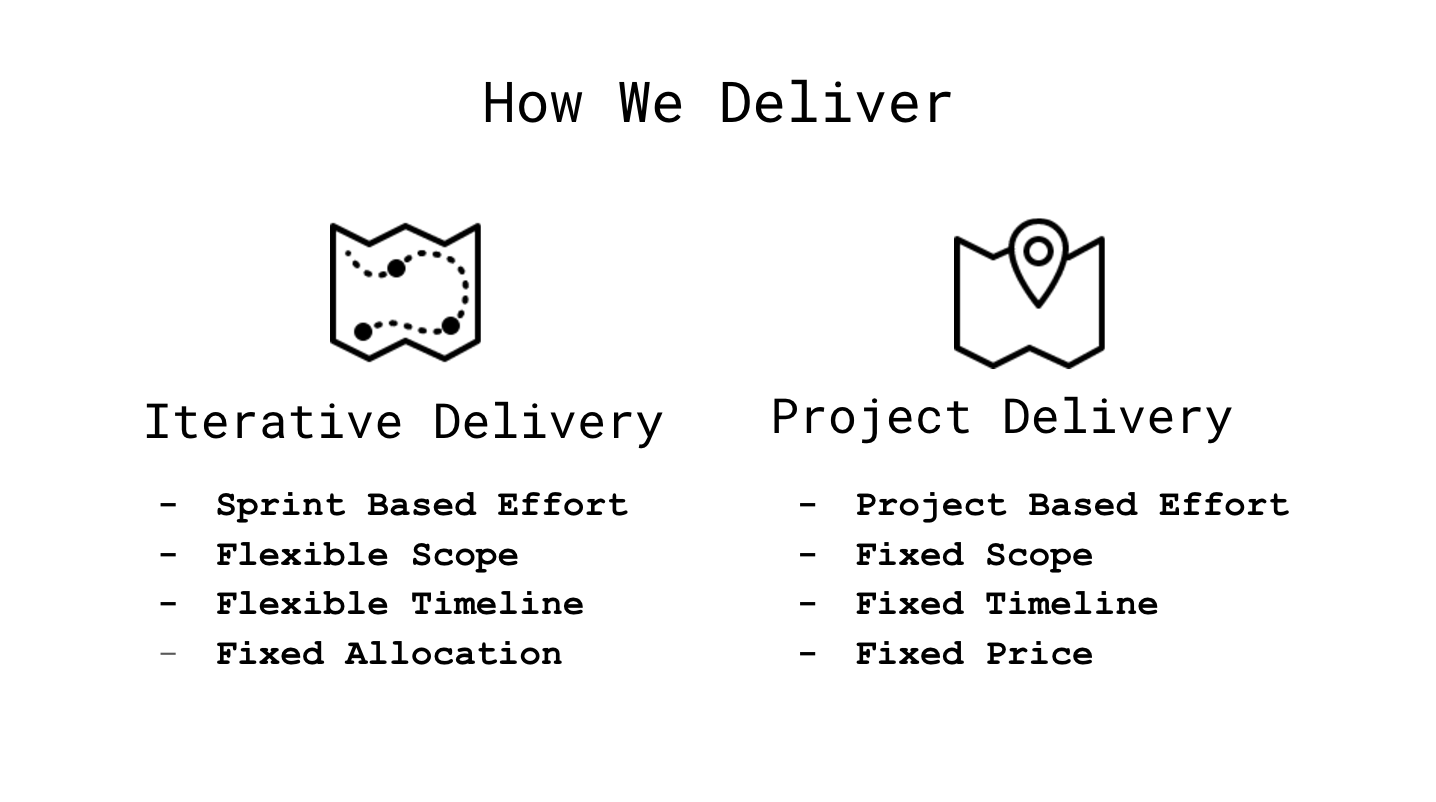 How We Deliver
Iterative Delivery
- Sprint Based Effort
- Flexible Scope
- Flexible Timeline
- Fixed Allocation
Project Delivery
- Project Based Effort
- Fixed Scope
- Fixed Timeline
- Fixed Price